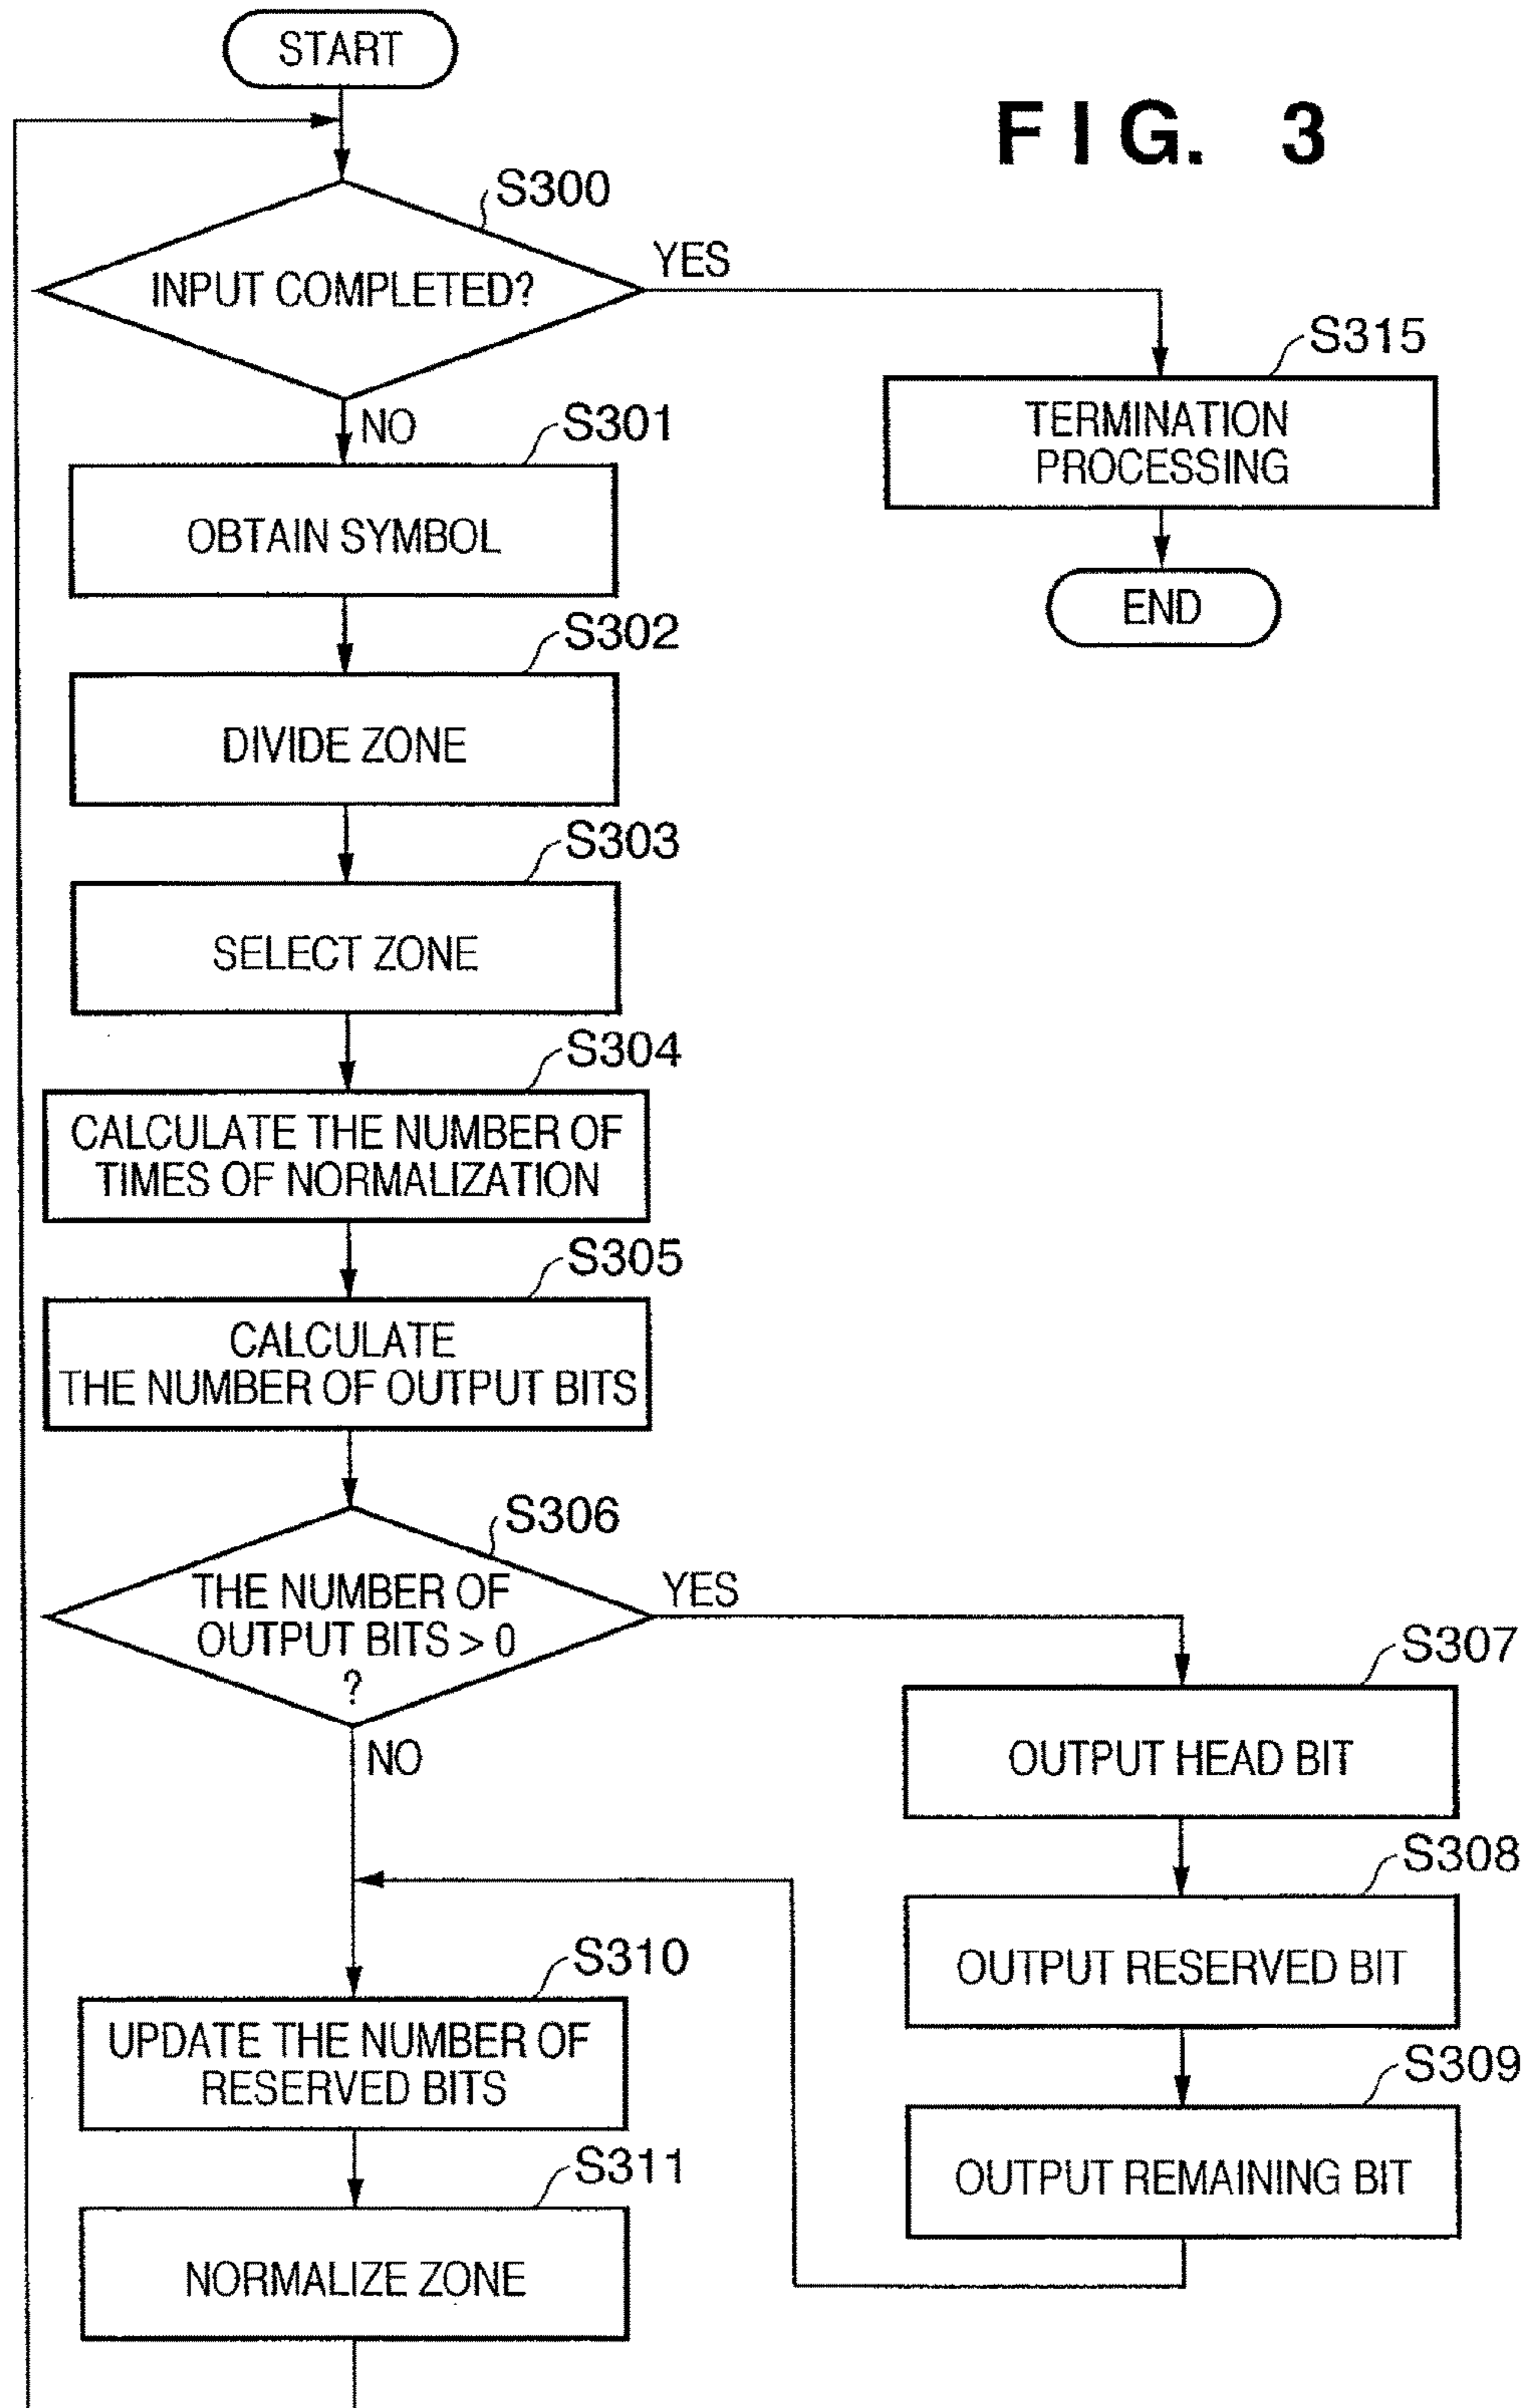 START
FIG. 3
S300
INPUT COMPLETED?
YES
NO
S315
TERMINATION
PROCESSING
END
S301
OBTAIN SYMBOL
S302
DIVIDE ZONE
S303
SELECT ZONE
S304
CALCULATE THE NUMBER OF
TIMES OF NORMALIZATION
S305
CALCULATE
THE NUMBER OF OUTPUT BITS
S306
THE NUMBER OF
OUTPUT BITS > 0
?
YES
NO
S307
OUTPUT HEAD BIT
S308
OUTPUT RESERVED BIT
S309
OUTPUT REMAINING BIT
S310
UPDATE THE NUMBER OF
RESERVED BITS
S311
NORMALIZE ZONE